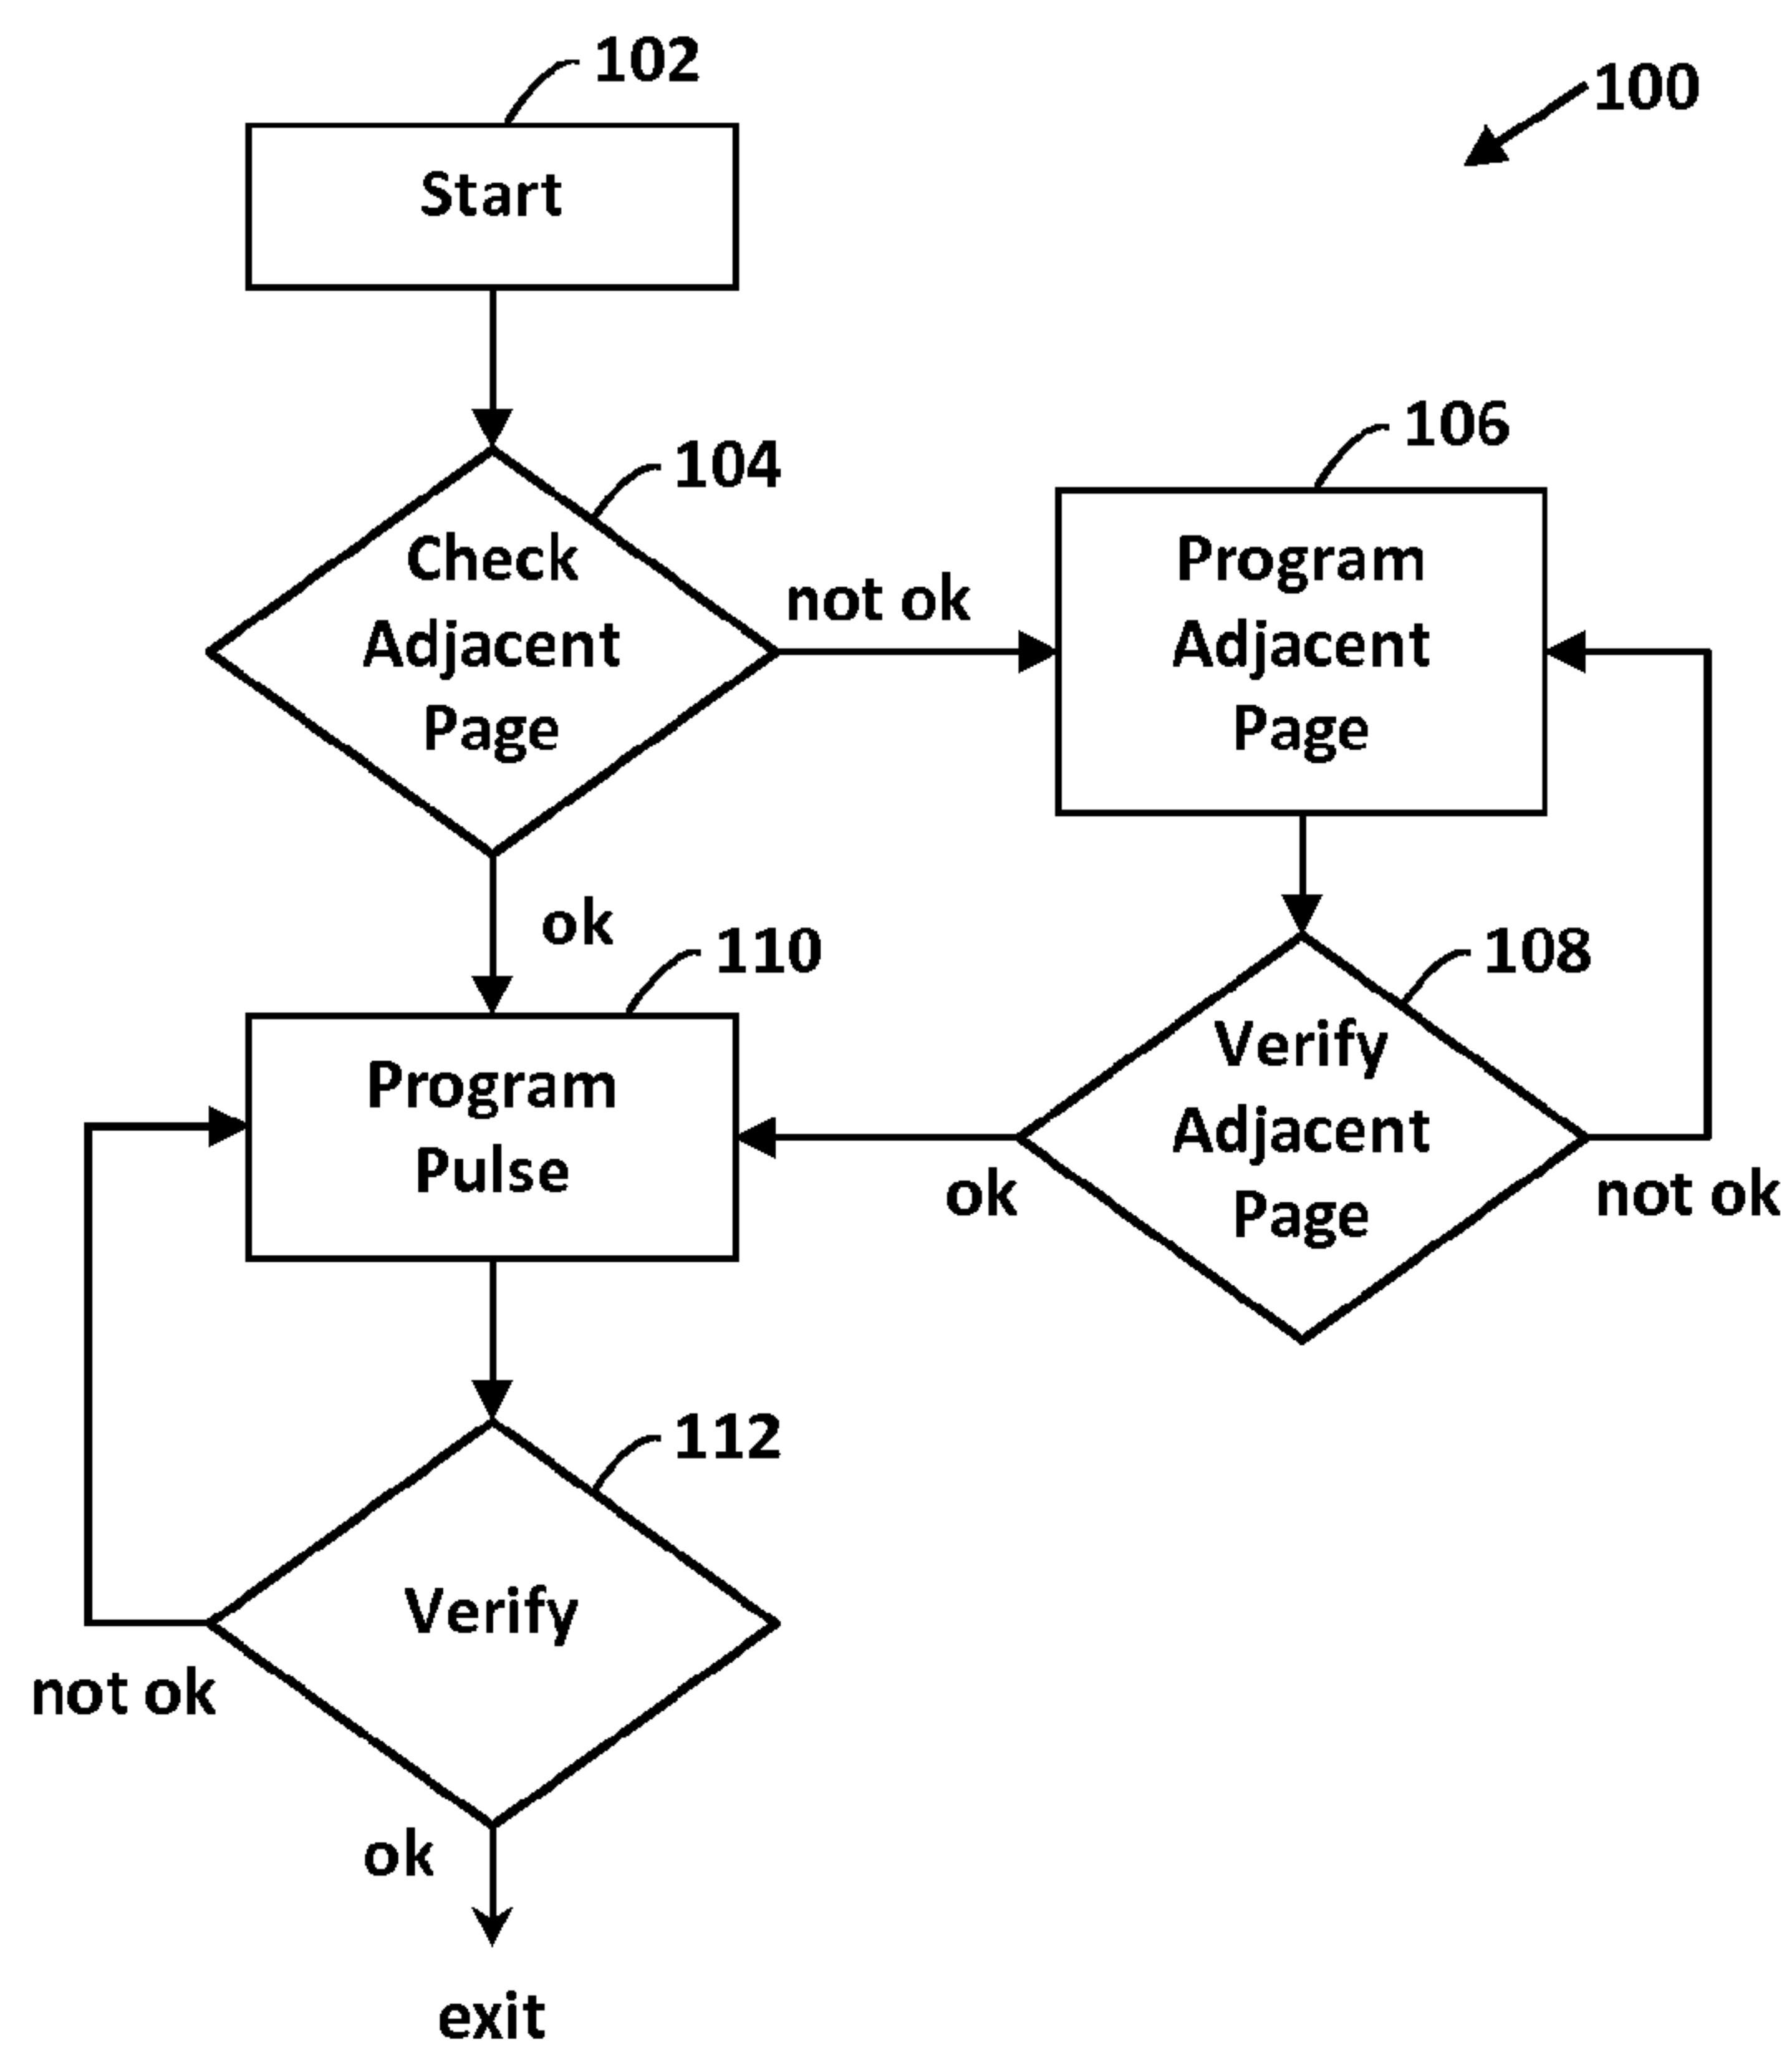 102
100
Start
104
106
Check
Adjacent
Page
not ok
Program
Adjacent
Page
ok
110
108
Program
Pulse
Verify
Adjacent
Page
ok
not ok
112
Verify
not ok
ok
exit